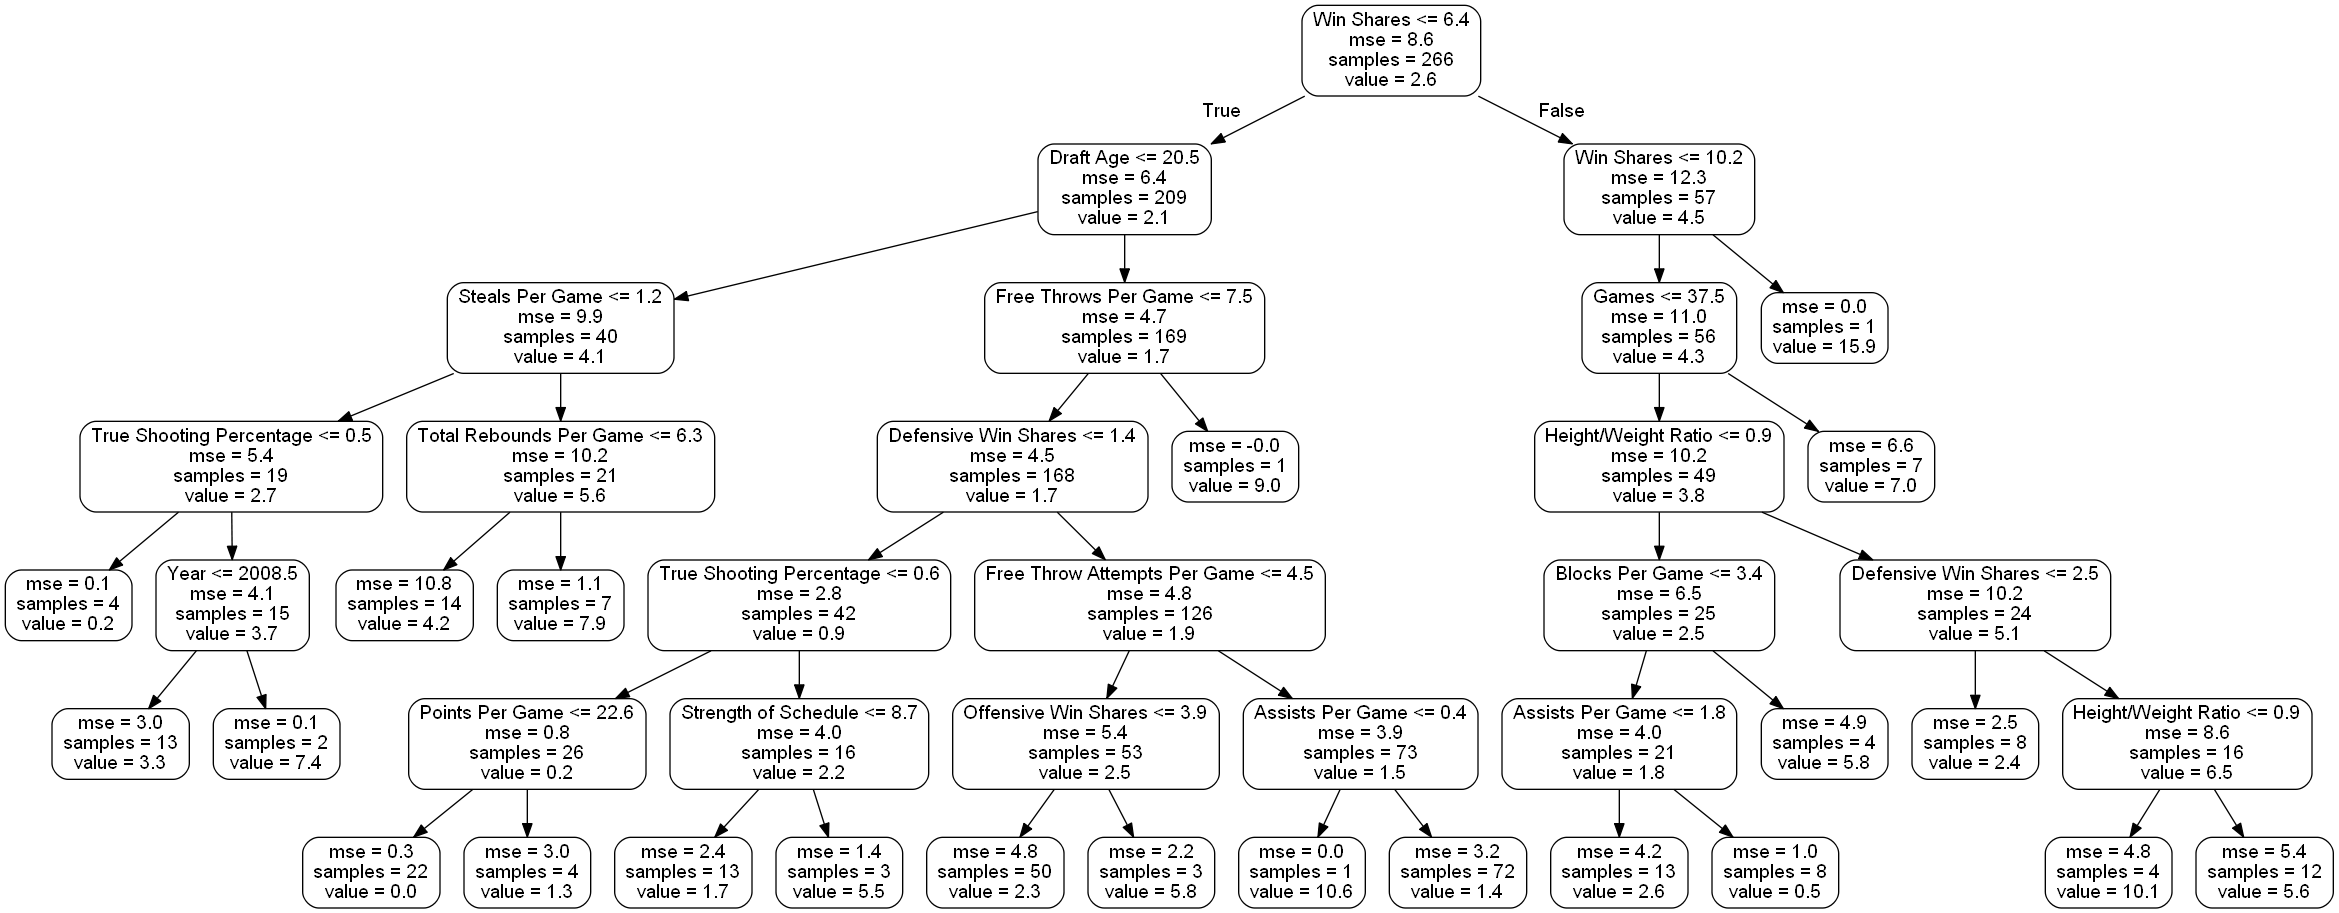 Win Shares <= 6.4
mse = 8.6
samples = 266
value = 2.6
True
False
Draft Age <= 20.5
mse = 6.4
samples = 209
value = 2.1
Win Shares <= 10.2
mse = 12.3
samples = 57
value = 4.5
Steals Per Game <= 1.2
mse = 9.9
samples = 40
value = 4.1
Free Throws Per Game <= 7.5
mse = 4.7
samples = 169
value = 1.7
Games <= 37.5
mse = 11.0
samples = 56
value = 4.3
mse = 0.0
samples = 1
value = 15.9
True Shooting Percentage <= 0.5
mse = 5.4
samples = 19
value = 2.7
Total Rebounds Per Game <= 6.3
mse = 10.2
samples = 21
value = 5.6
Defensive Win Shares <= 1.4
mse = 4.5
samples = 168
value = 1.7
mse = -0.0
samples = 1
value = 9.0
Height/Weight Ratio <= 0.9
mse = 10.2
samples = 49
value = 3.8
mse = 6.6
samples = 7
value = 7.0
mse = 0.1
samples = 4
value = 0.2
Year <= 2008.5
mse = 4.1
samples = 15
value = 3.7
mse = 10.8
samples = 14
value = 4.2
mse = 1.1
samples = 7
value = 7.9
True Shooting Percentage <= 0.6
mse = 2.8
samples = 42
value = 0.9
Free Throw Attempts Per Game <= 4.5
mse = 4.8
samples = 126
value = 1.9
Blocks Per Game <= 3.4
mse = 6.5
samples = 25
value = 2.5
Defensive Win Shares <= 2.5
mse = 10.2
samples = 24
value = 5.1
mse = 3.0
samples = 13
value = 3.3
mse = 0.1
samples = 2
value = 7.4
Points Per Game <= 22.6
mse = 0.8
samples = 26
value = 0.2
Strength of Schedule <= 8.7
mse = 4.0
samples = 16
value = 2.2
Offensive Win Shares <= 3.9
mse = 5.4
samples = 53
value = 2.5
Assists Per Game <= 0.4
mse = 3.9
samples = 73
value = 1.5
Assists Per Game <= 1.8
mse = 4.0
samples = 21
value = 1.8
mse = 4.9
samples = 4
value = 5.8
mse = 2.5
samples = 8
value = 2.4
Height/Weight Ratio <= 0.9
mse = 8.6
samples = 16
value = 6.5
mse = 0.3
samples = 22
value = 0.0
mse = 3.0
samples = 4
value = 1.3
mse = 2.4
samples = 13
value = 1.7
mse = 1.4
samples = 3
value = 5.5
mse = 4.8
samples = 50
value = 2.3
mse = 2.2
samples = 3
value = 5.8
mse = 0.0
samples = 1
value = 10.6
mse = 3.2
samples = 72
value = 1.4
mse = 4.2
samples = 13
value = 2.6
mse = 1.0
samples = 8
value = 0.5
mse = 4.8
samples = 4
value = 10.1
mse = 5.4
samples = 12
value = 5.6